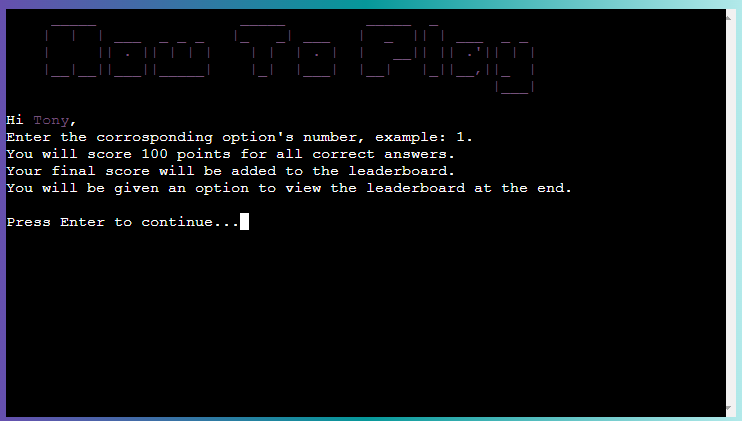 How To Play
Hi Tony,
Enter the corrosponding option's number, example: 1.
You will score 100 points for all correct answers.
Your final score will be added to the leaderboard.
You will be given an option to view the leaderboard at the end.
Press Enter to continue...